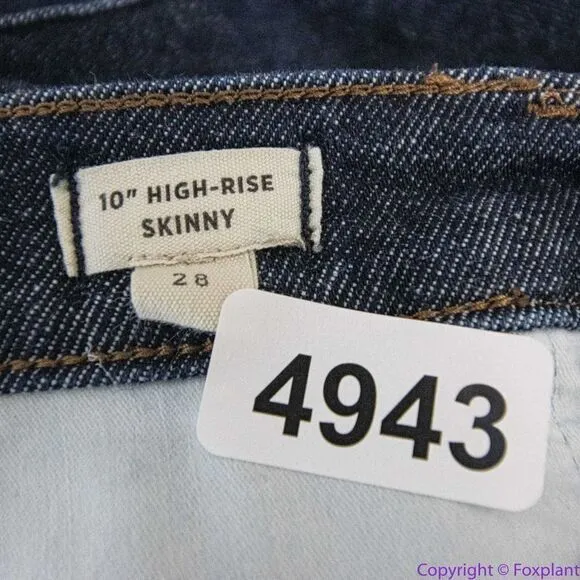 10" HIGH-RISE
SKINNY
28
4943
Copyright © Foxplant